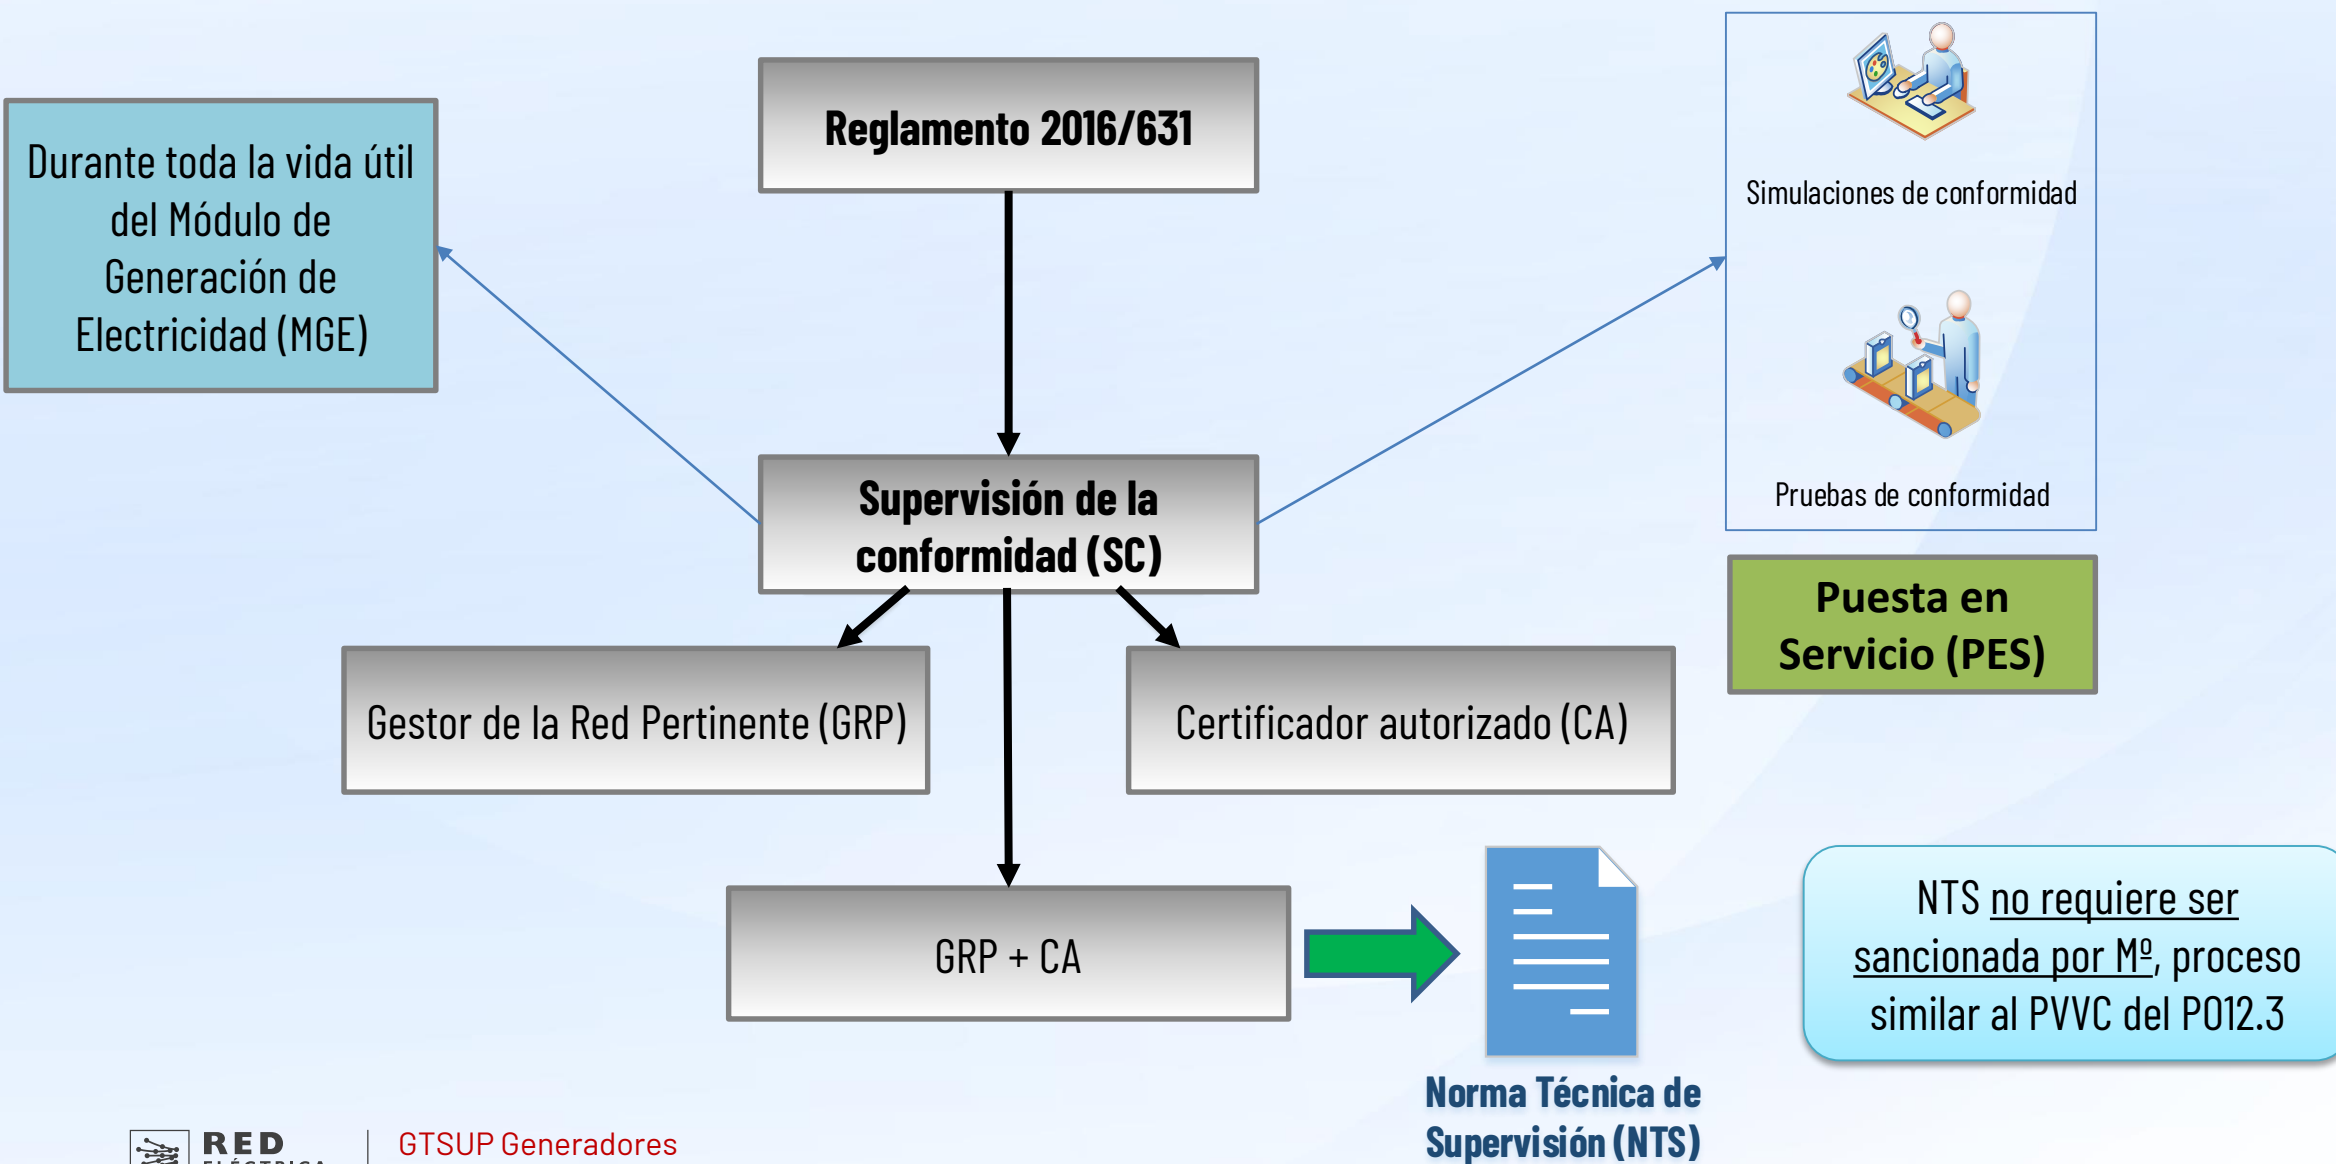 Reglamento 2016/631
Durante toda la vida útil
del Módulo de
Generación de
Electricidad (MGE)
Simulaciones de conformidad
Pruebas de conformidad
Supervisión de la
conformidad (SC)
Puesta en
Servicio (PES)
Gestor de la Red Pertinente (GRP)
Certificador autorizado (CA)
GRP + CA
NTS no requiere ser
sancionada por Mº, proceso
similar al PVVC del PO12.3
Norma Técnica de
Supervisión (NTS)
RED
ELÉCTRICA
GTSUP Generadores